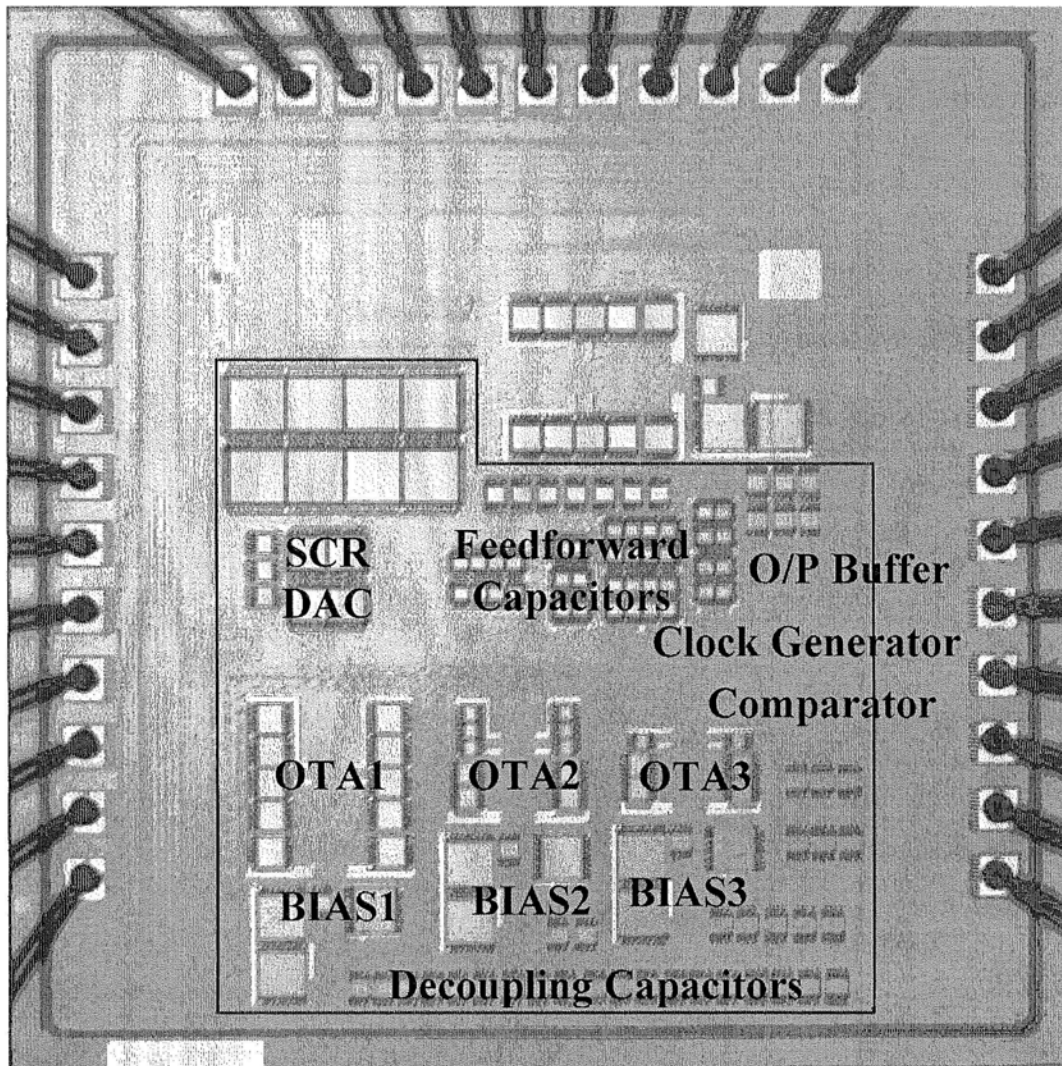 SCR
DAC
Feedforward
Capacitors
O/P Buffer
Clock Generator
Comparator
OTA1
OTA2
OTA3
BIAS1
BIAS2
BIAS3
Decoupling Capacitors